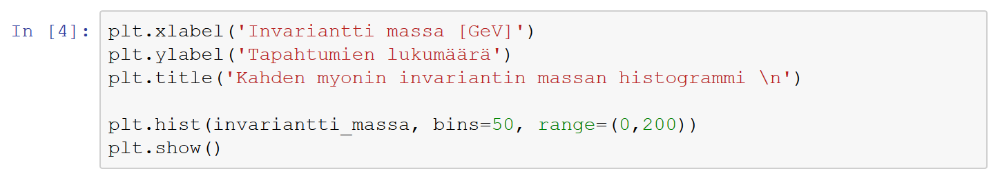 In [4]: plt.xlabel('Invariantti massa [GeV]')
plt.ylabel('Tapahtumien lukumäärä')
plt.title('Kahden myonin invariantin massan histogrammi \n')
plt.hist(invariantti_massa, bins=50, range=(0,200))
plt.show()